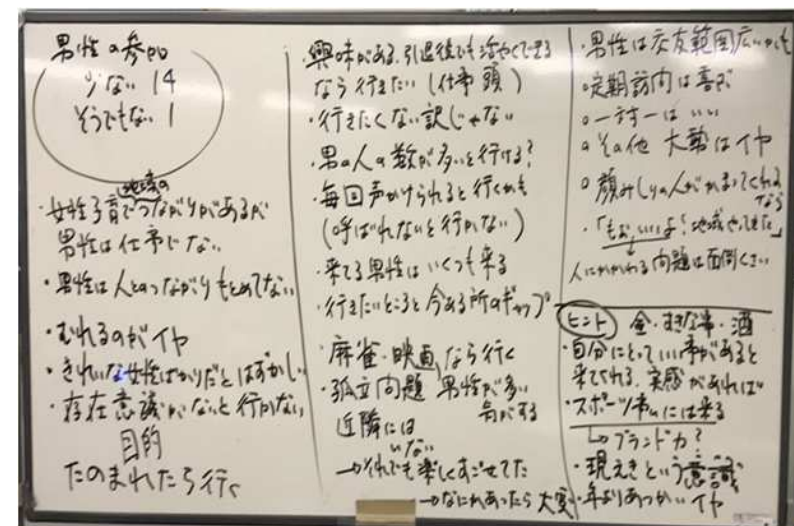 男性の参加
少ない 14
そうでもない 1
・女性子育で地域のつながりがあるが
男性は仕事しない
・男性は人とのつながりもとめてない
・むれるのがイヤ
・きれいな女性ばかりだとはずかしい
・存在意識がないと行かない
目的
たのまれたら行く
・興味がある、引退後でも活やくできる
なら行きたい(仕事頭)
・行きたくない訳じゃない
・男の人の数が多いと行ける?
・毎回声かけられると行くかも
(呼ばれないと行かない)
・来てる男性はいくつも来る
・行きたいところと今ある所のギャップ
・麻雀・映画なら行く
・孤立問題 男性が多い
気がする
近隣には
いない
→それでも楽しくすごせてた
→なにかあったら大変
・男性は交友範囲広いかも
○定期訪問は喜ぶ
○一対一はいい
○その他 大勢はイヤ
○顔みしりの人がかまってくれる
なら
・「もお、いいよ!地域やってきた」
人にかかわる問題は面倒くさい
ヒント 金・好きな事・酒
・自分にとっていい事があると
来てくれる、実感があれば
・スポーツ事には来る
↳ブランド力?
・現えきという意識
・年よりあつかいイヤ